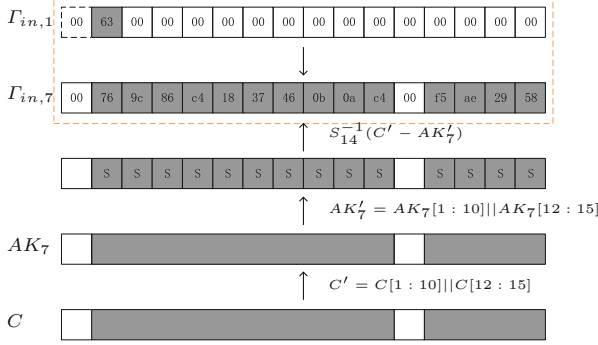 Γin,1 00 63 00 00 00 00 00 00 00 00 00 00 00 00 00 00
Γin,7 00 76 9c 86 c4 18 37 46 0b 0a c4 00 f5 ae 29 58
S₁₄⁻¹(C′ − AK′₇)
S S S S S S S S S S S S S S
AK′₇ = AK₇[1 : 10]||AK₇[12 : 15]
AK₇
C′ = C[1 : 10]||C[12 : 15]
C